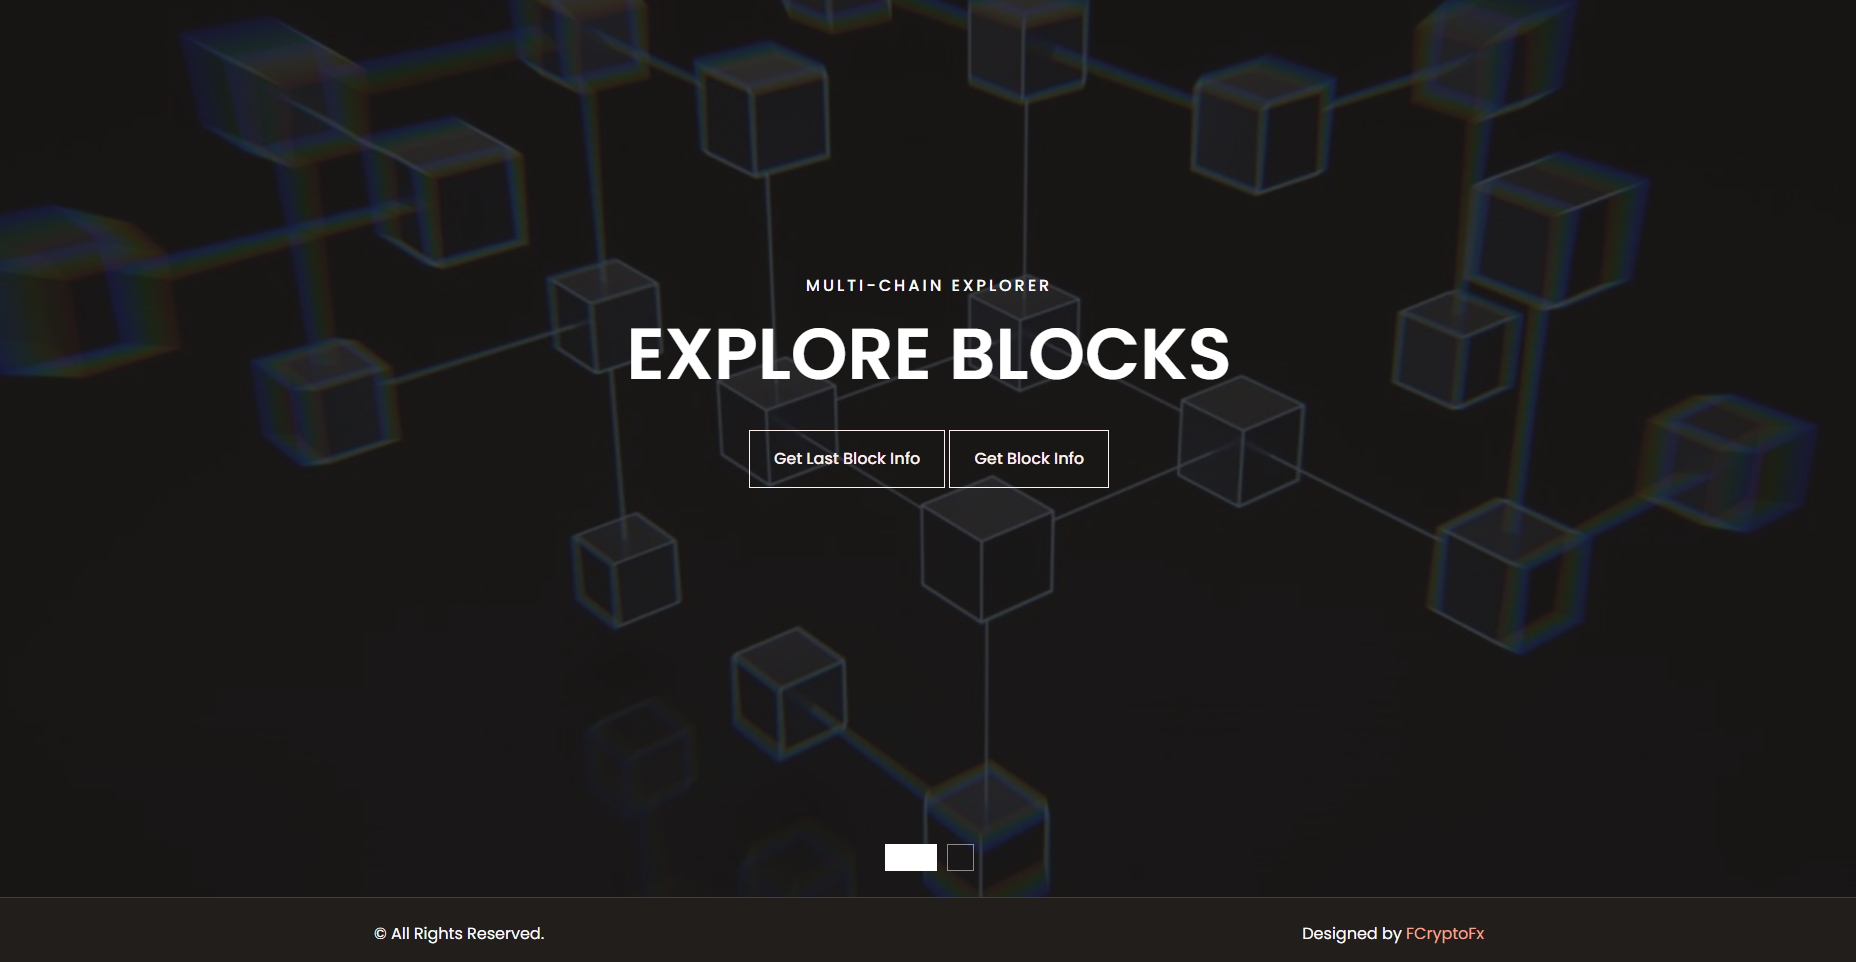 MULTI-CHAIN EXPLORER
EXPLORE BLOCKS
Get Last Block Info
Get Block Info
© All Rights Reserved.
Designed by FCryptoFx